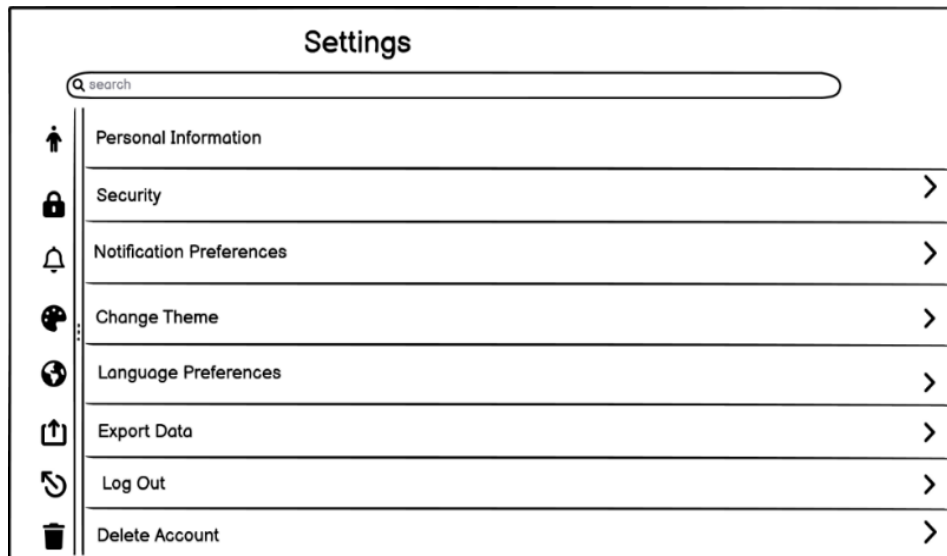 Settings
search
Personal Information
Security
Notification Preferences
Change Theme
Language Preferences
Export Data
Log Out
Delete Account